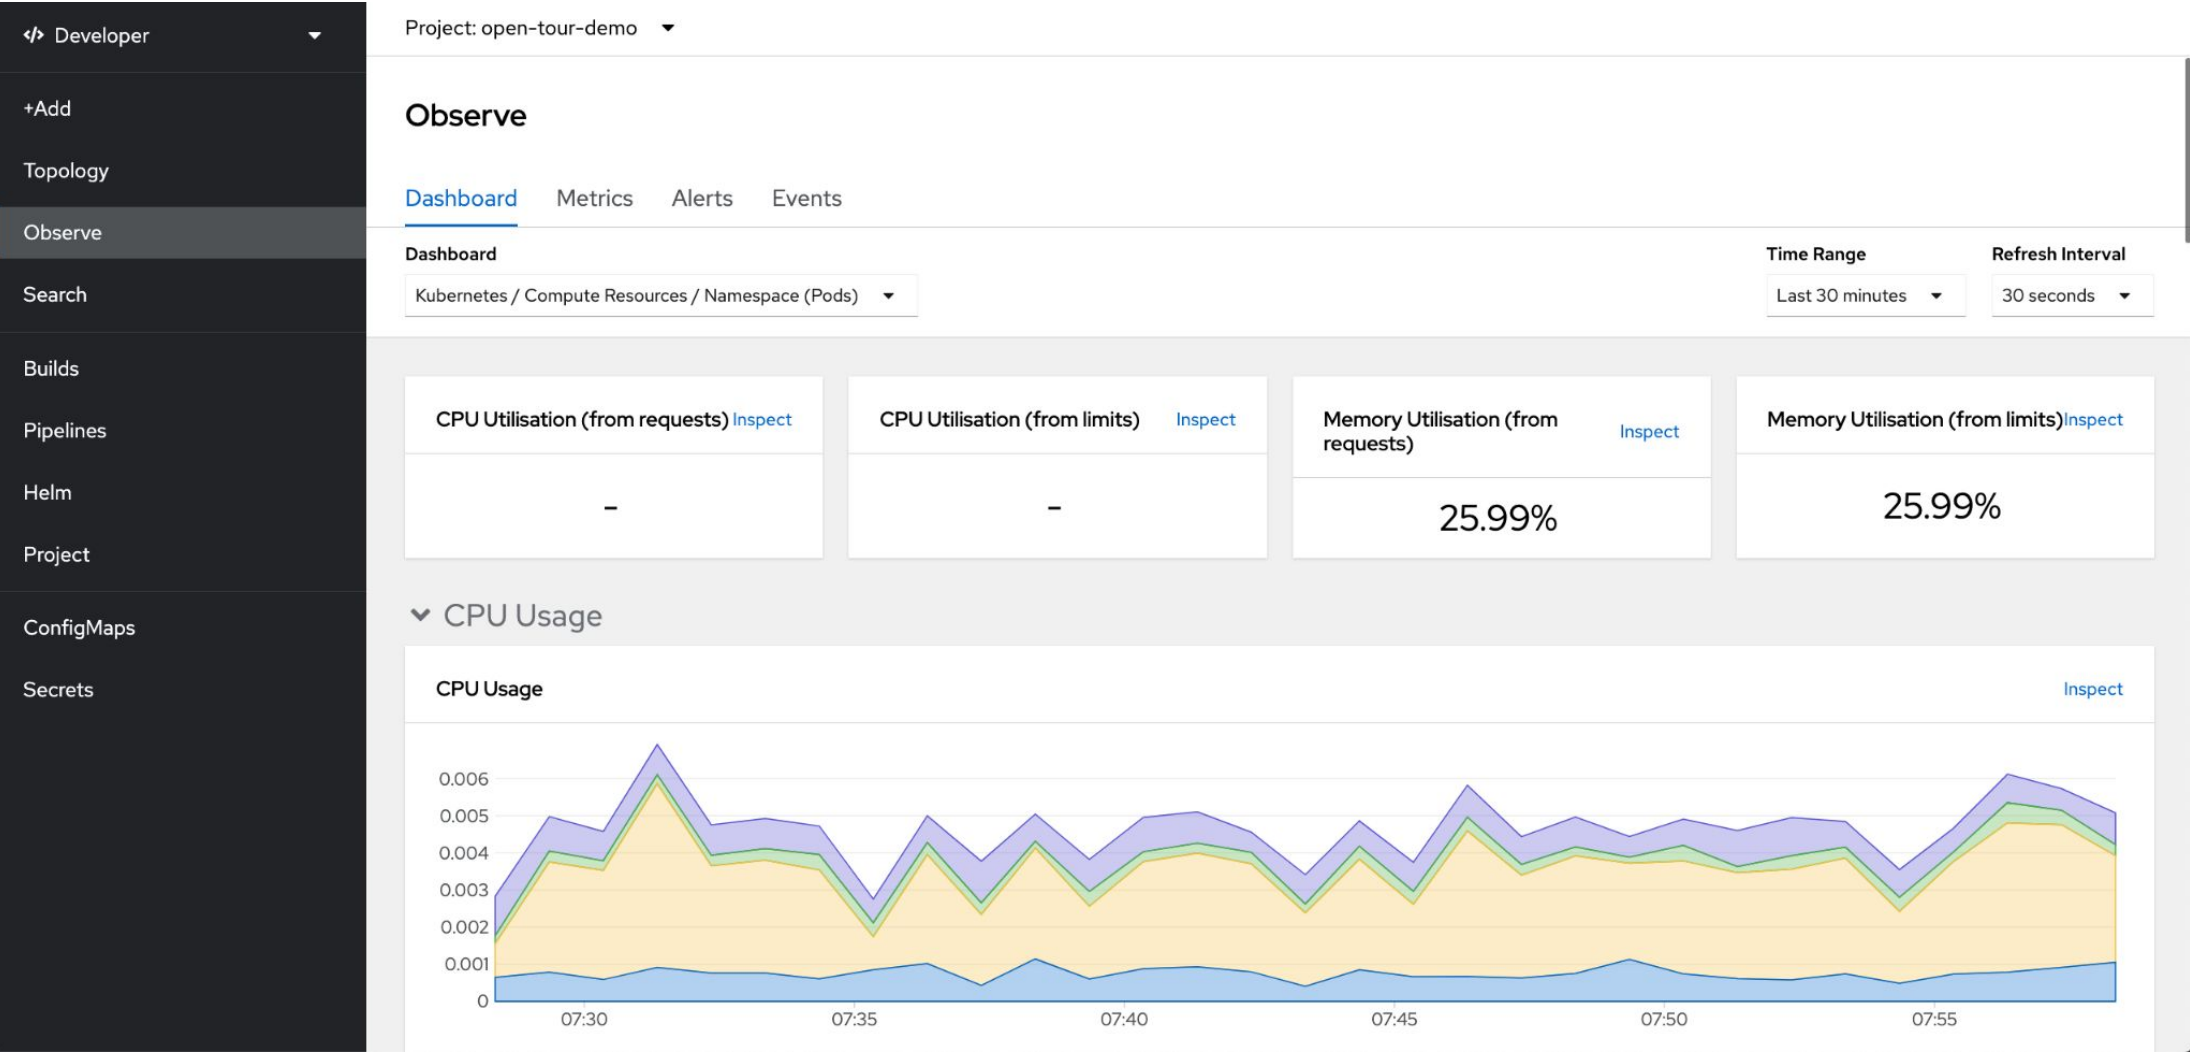 </> Developer
+Add
Topology
Observe
Search
Builds
Pipelines
Helm
Project
ConfigMaps
Secrets
Project: open-tour-demo
Observe
Dashboard Metrics Alerts Events
Dashboard
Kubernetes / Compute Resources / Namespace (Pods)
Time Range
Last 30 minutes
Refresh Interval
30 seconds
CPU Utilisation (from requests) Inspect
-
CPU Utilisation (from limits) Inspect
-
Memory Utilisation (from
requests)
Inspect
25.99%
Memory Utilisation (from limits) Inspect
25.99%
CPU Usage
CPU Usage Inspect
0.006
0.005
0.004
0.003
0.002
0.001
0
07:30 07:35 07:40 07:45 07:50 07:55